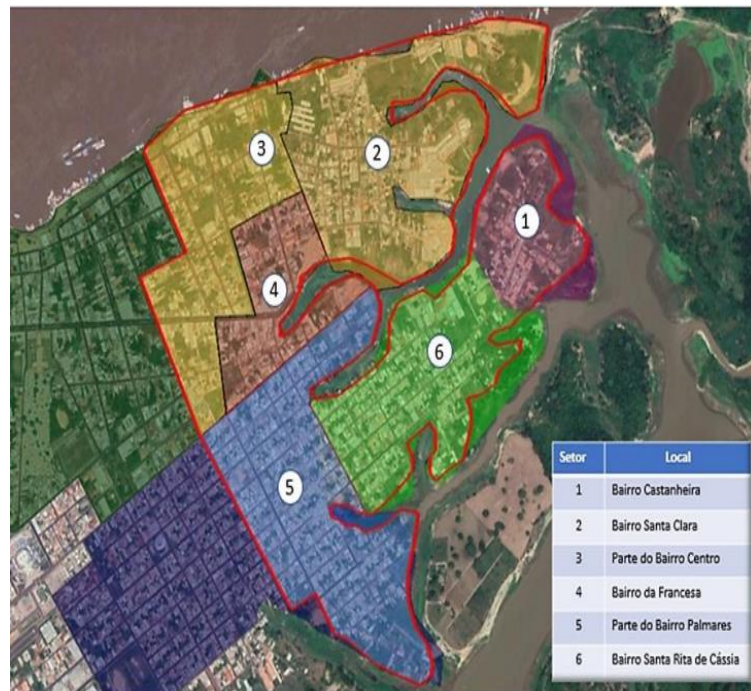 3
2
1
4
6
5
Setor Local
1 Bairro Castanheira
2 Bairro Santa Clara
3 Parte do Bairro Centro
4 Bairro da Francesa
5 Parte do Bairro Palmares
6 Bairro Santa Rita de Cássia